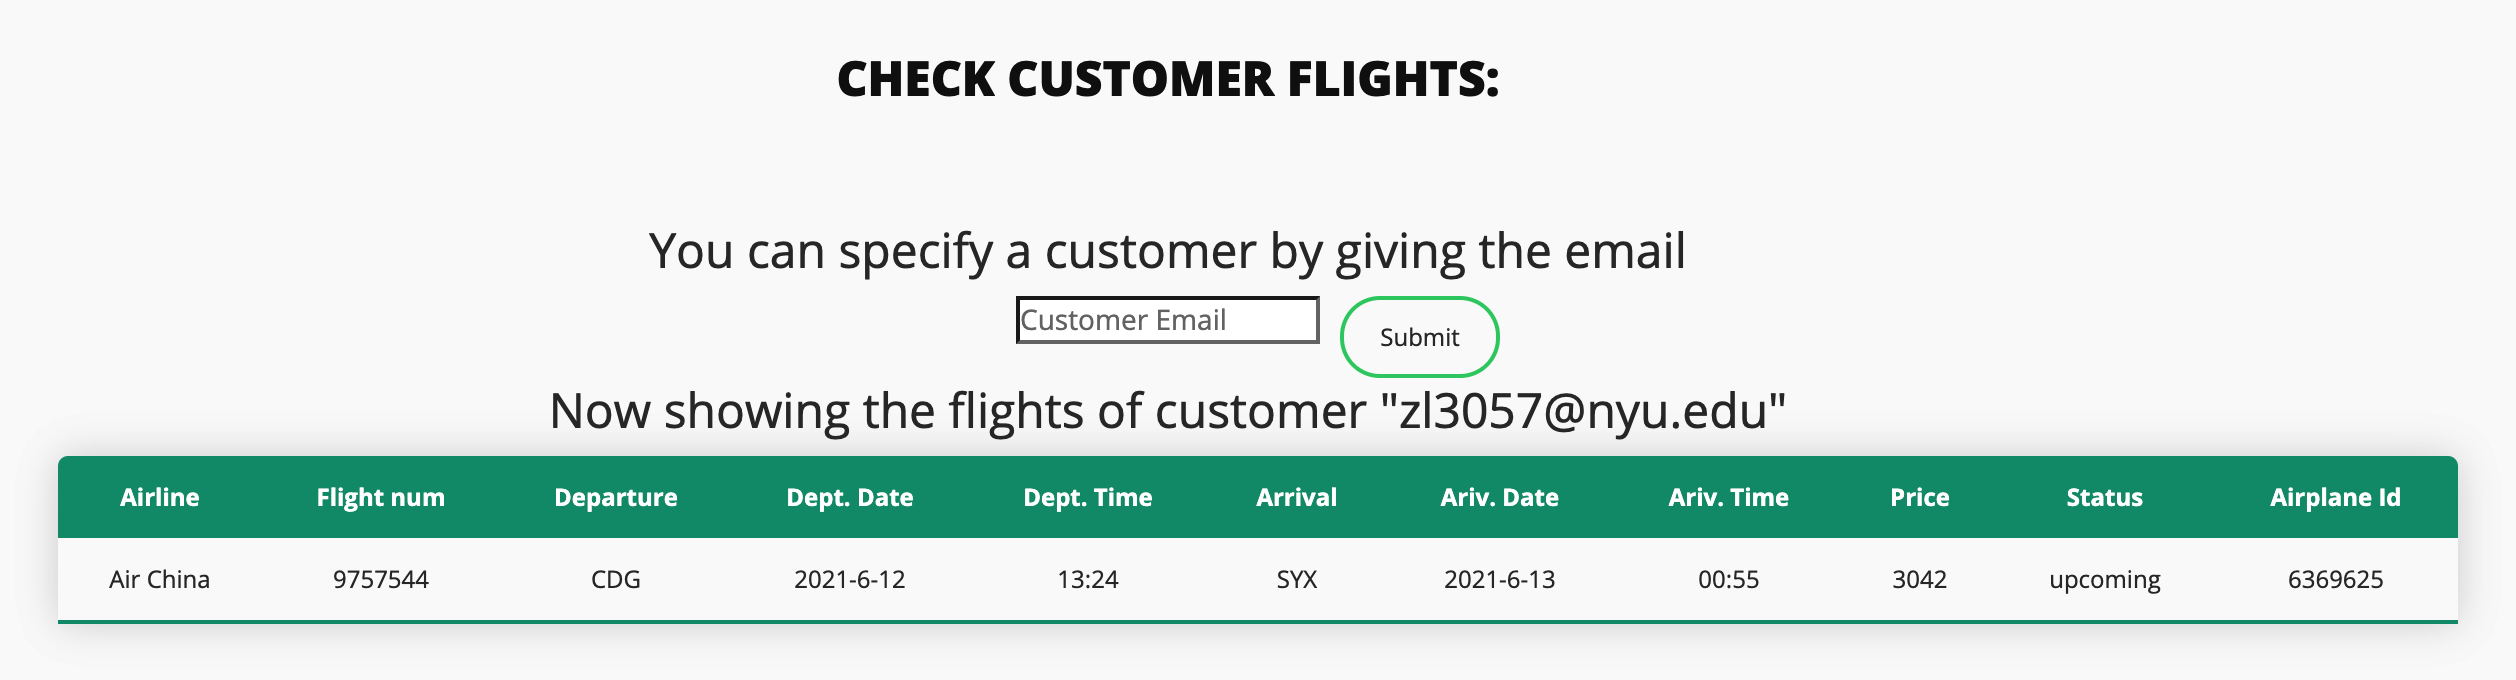 CHECK CUSTOMER FLIGHTS:
You can specify a customer by giving the email
Customer Email Submit
Now showing the flights of customer "zl3057@nyu.edu"
Airline Flight num Departure Dept. Date Dept. Time Arrival Ariv. Date Ariv. Time Price Status Airplane Id
Air China 9757544 CDG 2021-6-12 13:24 SYX 2021-6-13 00:55 3042 upcoming 6369625